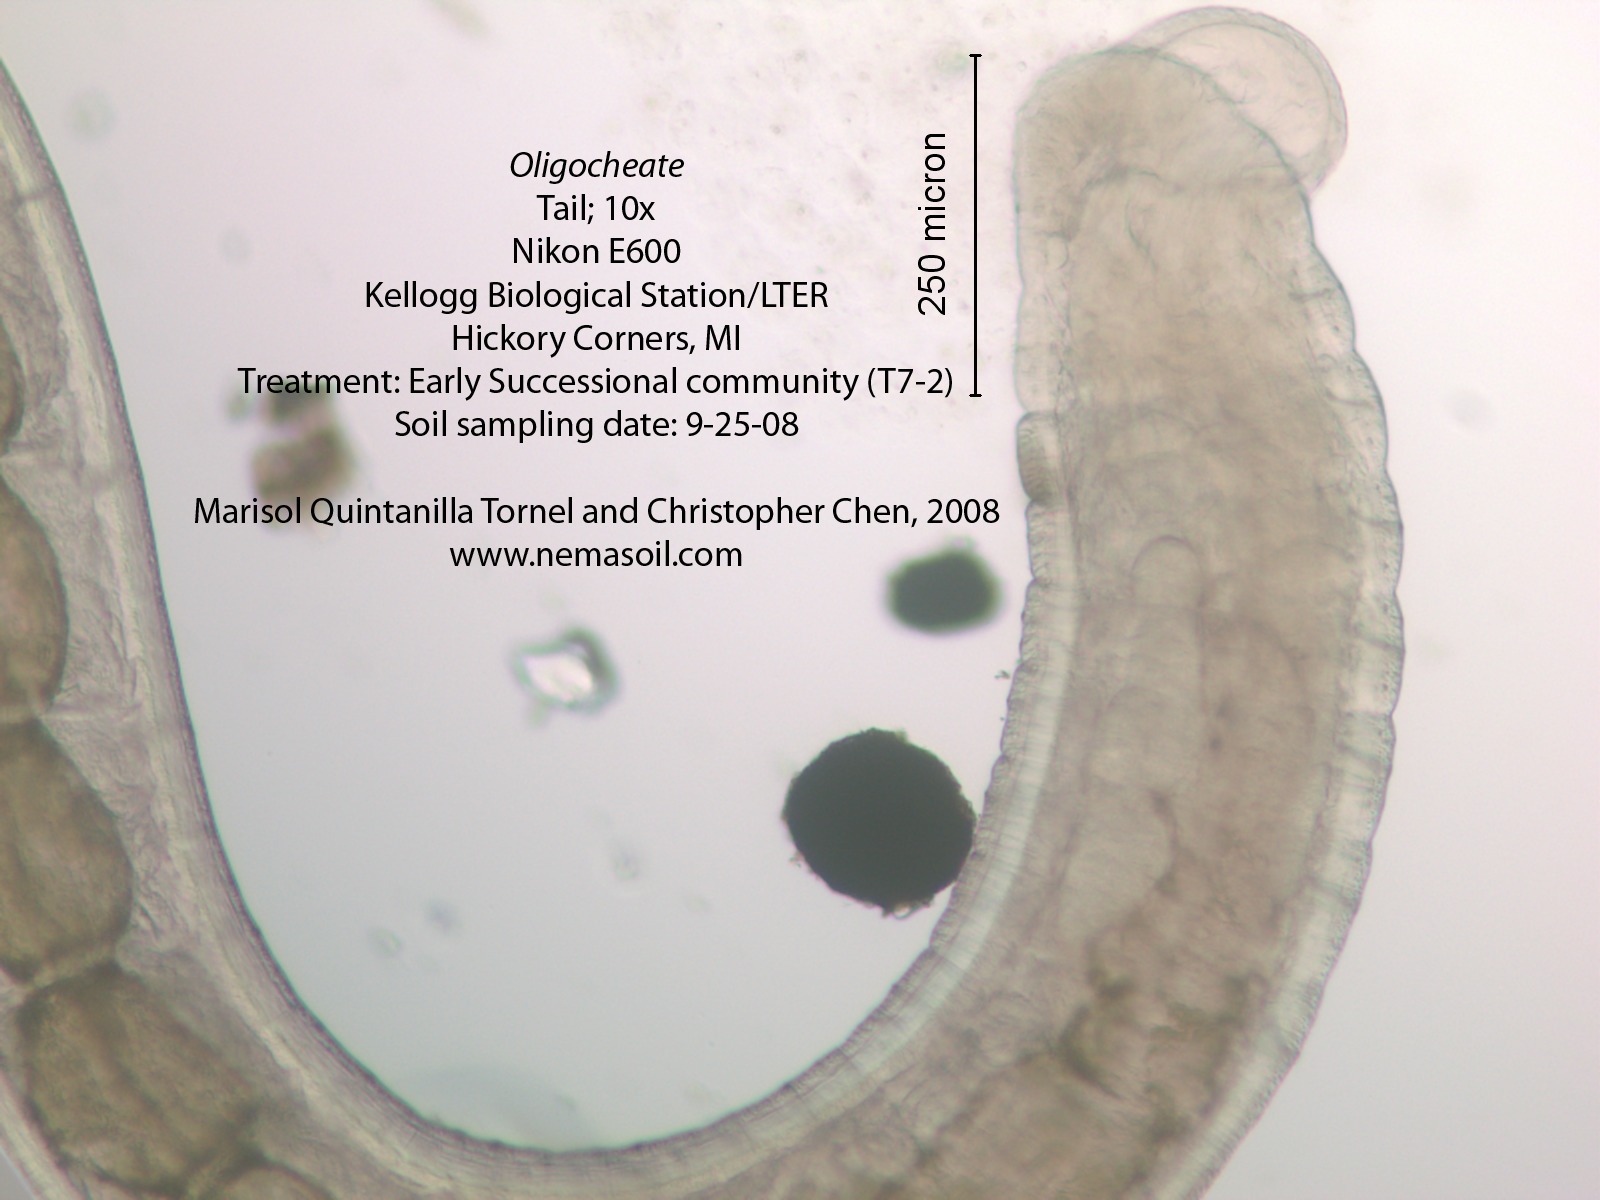 Oligocheate
Tail; 10x
Nikon E600
Kellogg Biological Station/LTER
Hickory Corners, MI
Treatment: Early Successional community (T7-2)
Soil sampling date: 9-25-08
Marisol Quintanilla Tornel and Christopher Chen, 2008
www.nemasoil.com
250 micron